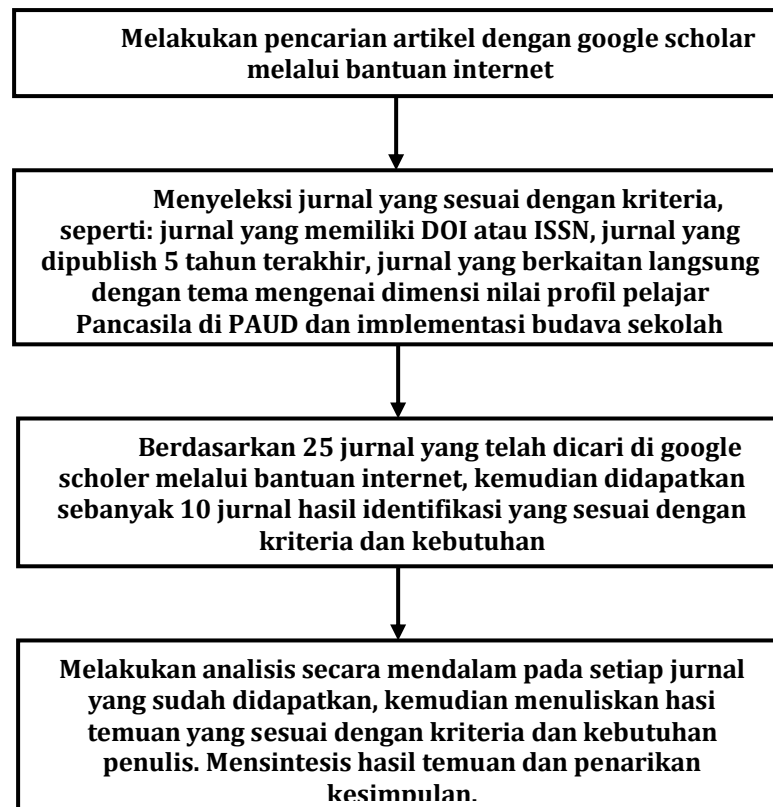 Melakukan pencarian artikel dengan google scholar
melalui bantuan internet
Menyeleksi jurnal yang sesuai dengan kriteria,
seperti: jurnal yang memiliki DOI atau ISSN, jurnal yang
dipublish 5 tahun terakhir, jurnal yang berkaitan langsung
dengan tema mengenai dimensi nilai profil pelajar
Pancasila di PAUD dan implementasi budaya sekolah
Berdasarkan 25 jurnal yang telah dicari di google
scholer melalui bantuan internet, kemudian didapatkan
sebanyak 10 jurnal hasil identifikasi yang sesuai dengan
kriteria dan kebutuhan
Melakukan analisis secara mendalam pada setiap jurnal
yang sudah didapatkan, kemudian menuliskan hasi
temuan yang sesuai dengan kriteria dan kebutuhan
penulis. Mensintesis hasil temuan dan penarikan
kesimpulan.